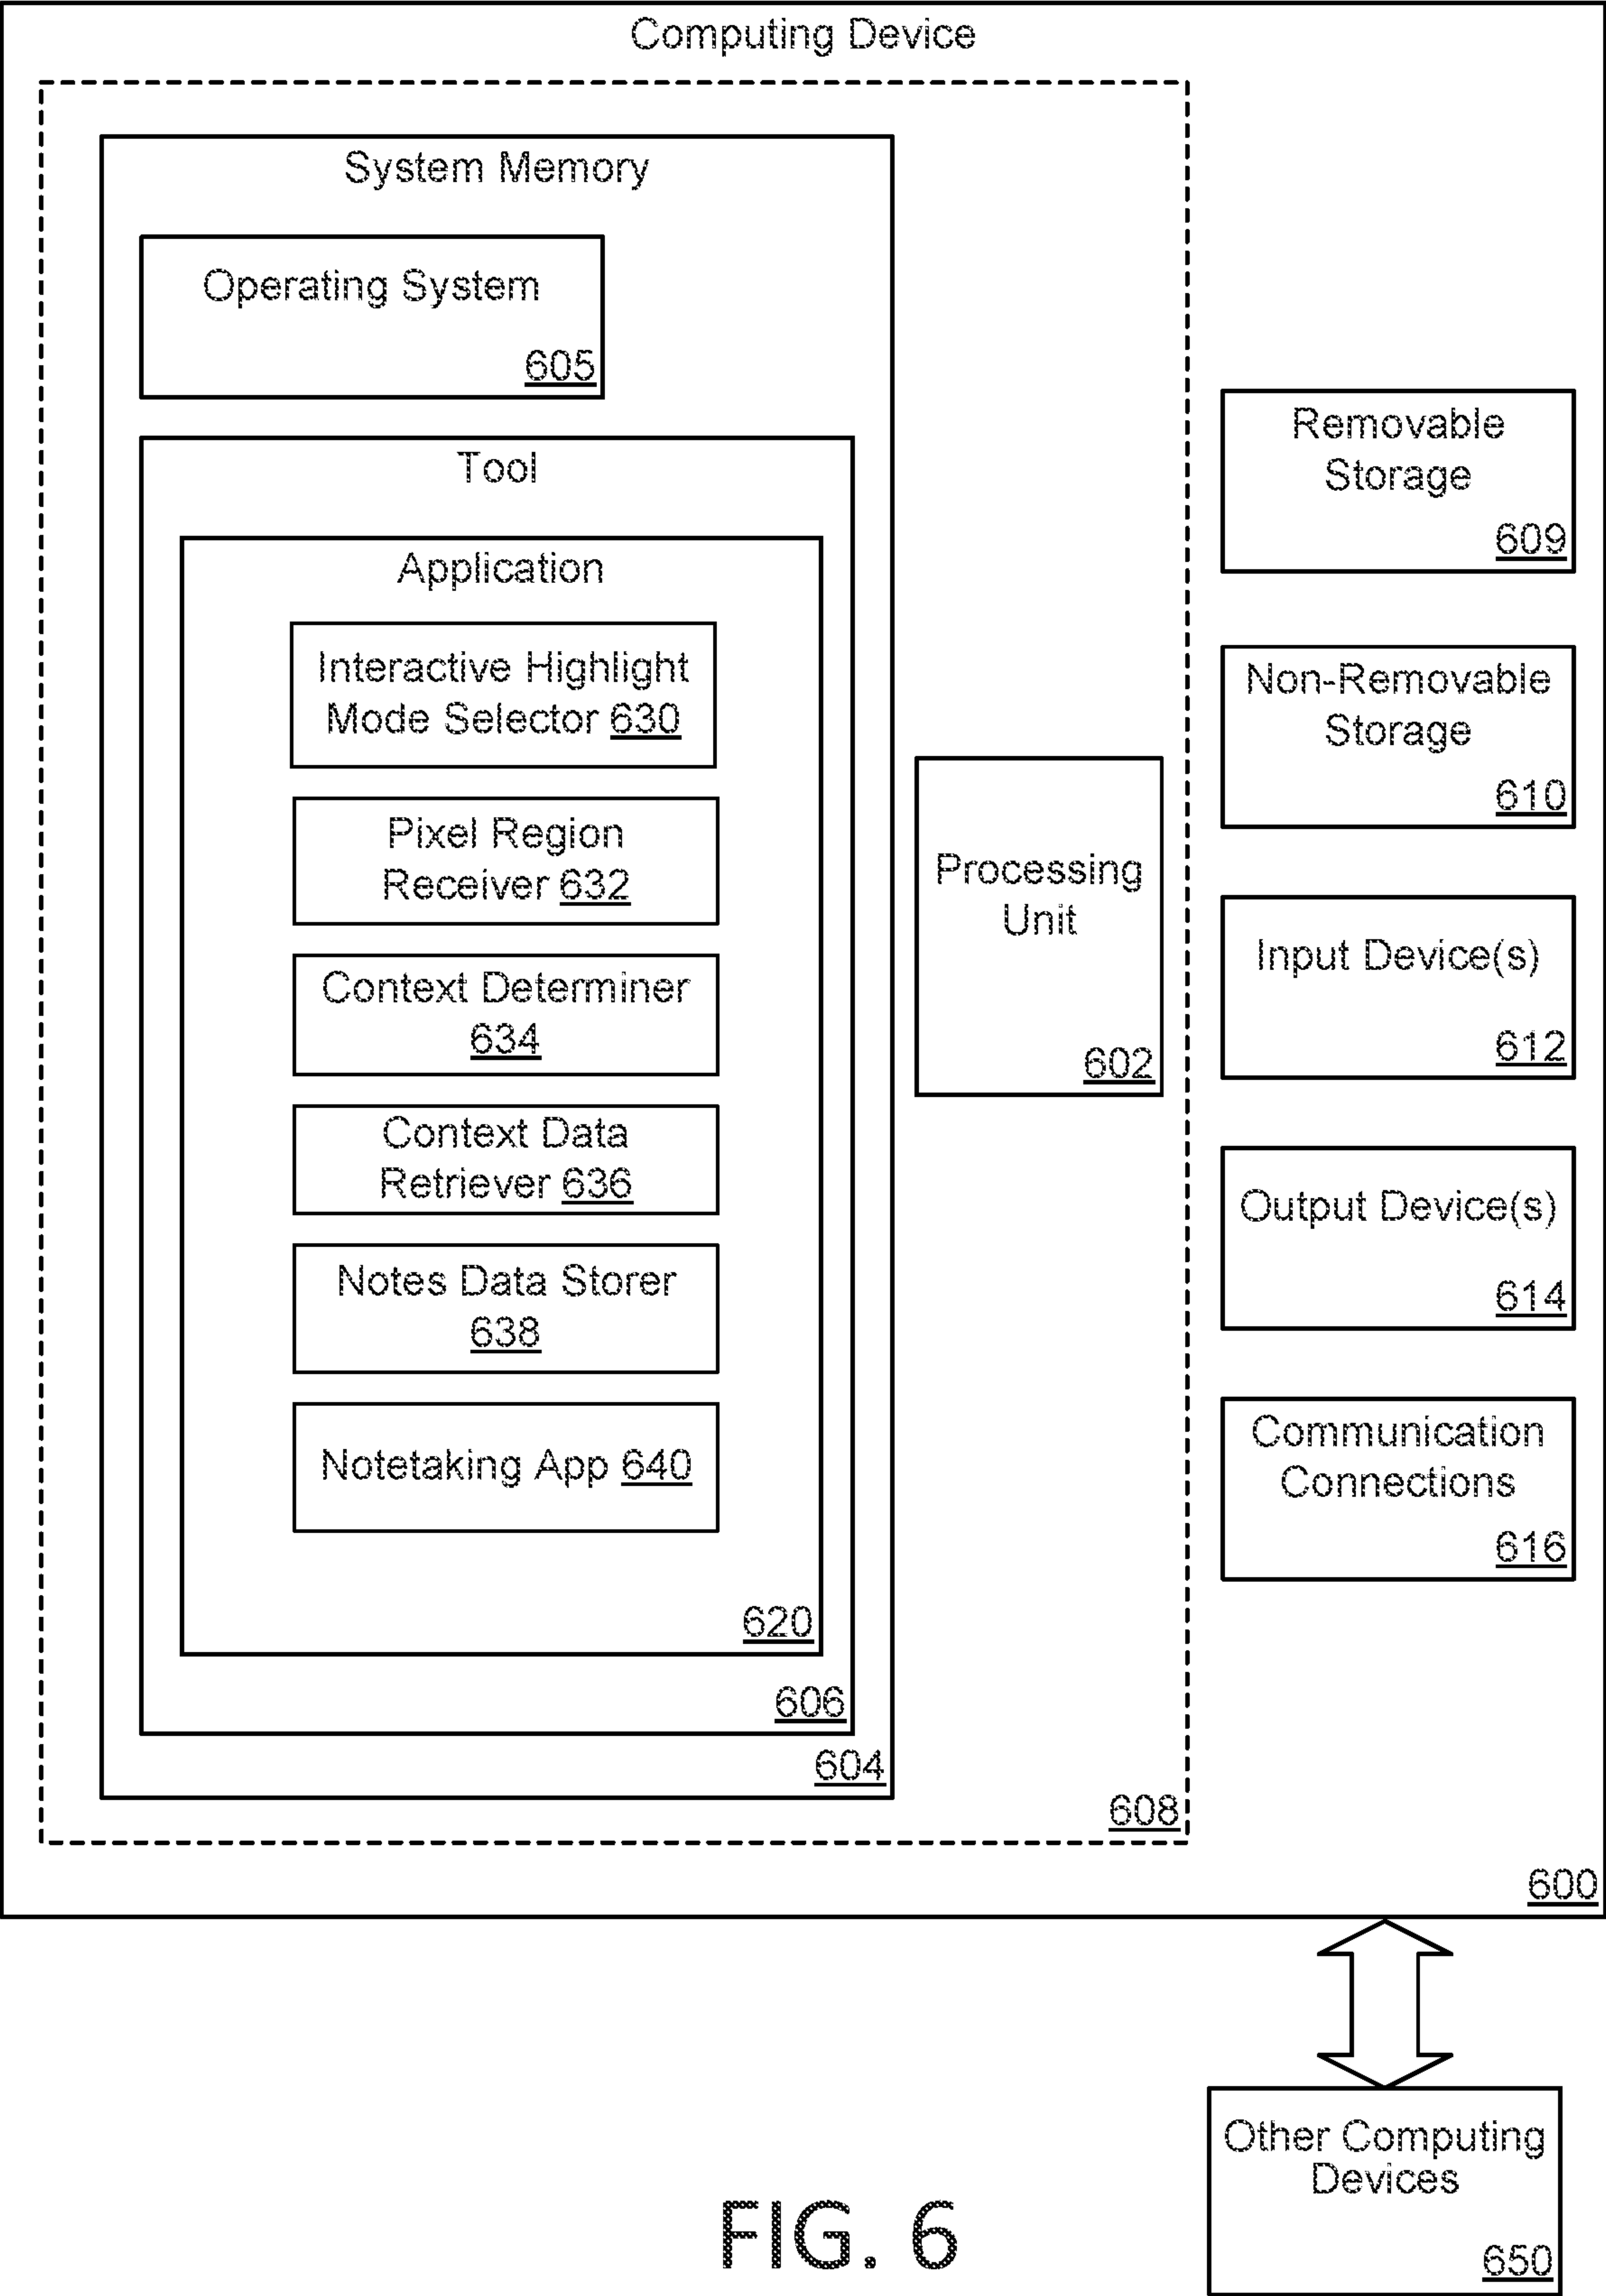 Computing Device
System Memory
Operating System
605
Tool
Application
Interactive Highlight
Mode Selector 630
Pixel Region
Receiver 632
Context Determiner
634
Context Data
Retriever 636
Notes Data Storer
638
Notetaking App 640
620
606
604
Processing
Unit
602
608
Removable
Storage
609
Non-Removable
Storage
610
Input Device(s)
612
Output Device(s)
614
Communication
Connections
616
600
Other Computing
Devices
650
FIG. 6